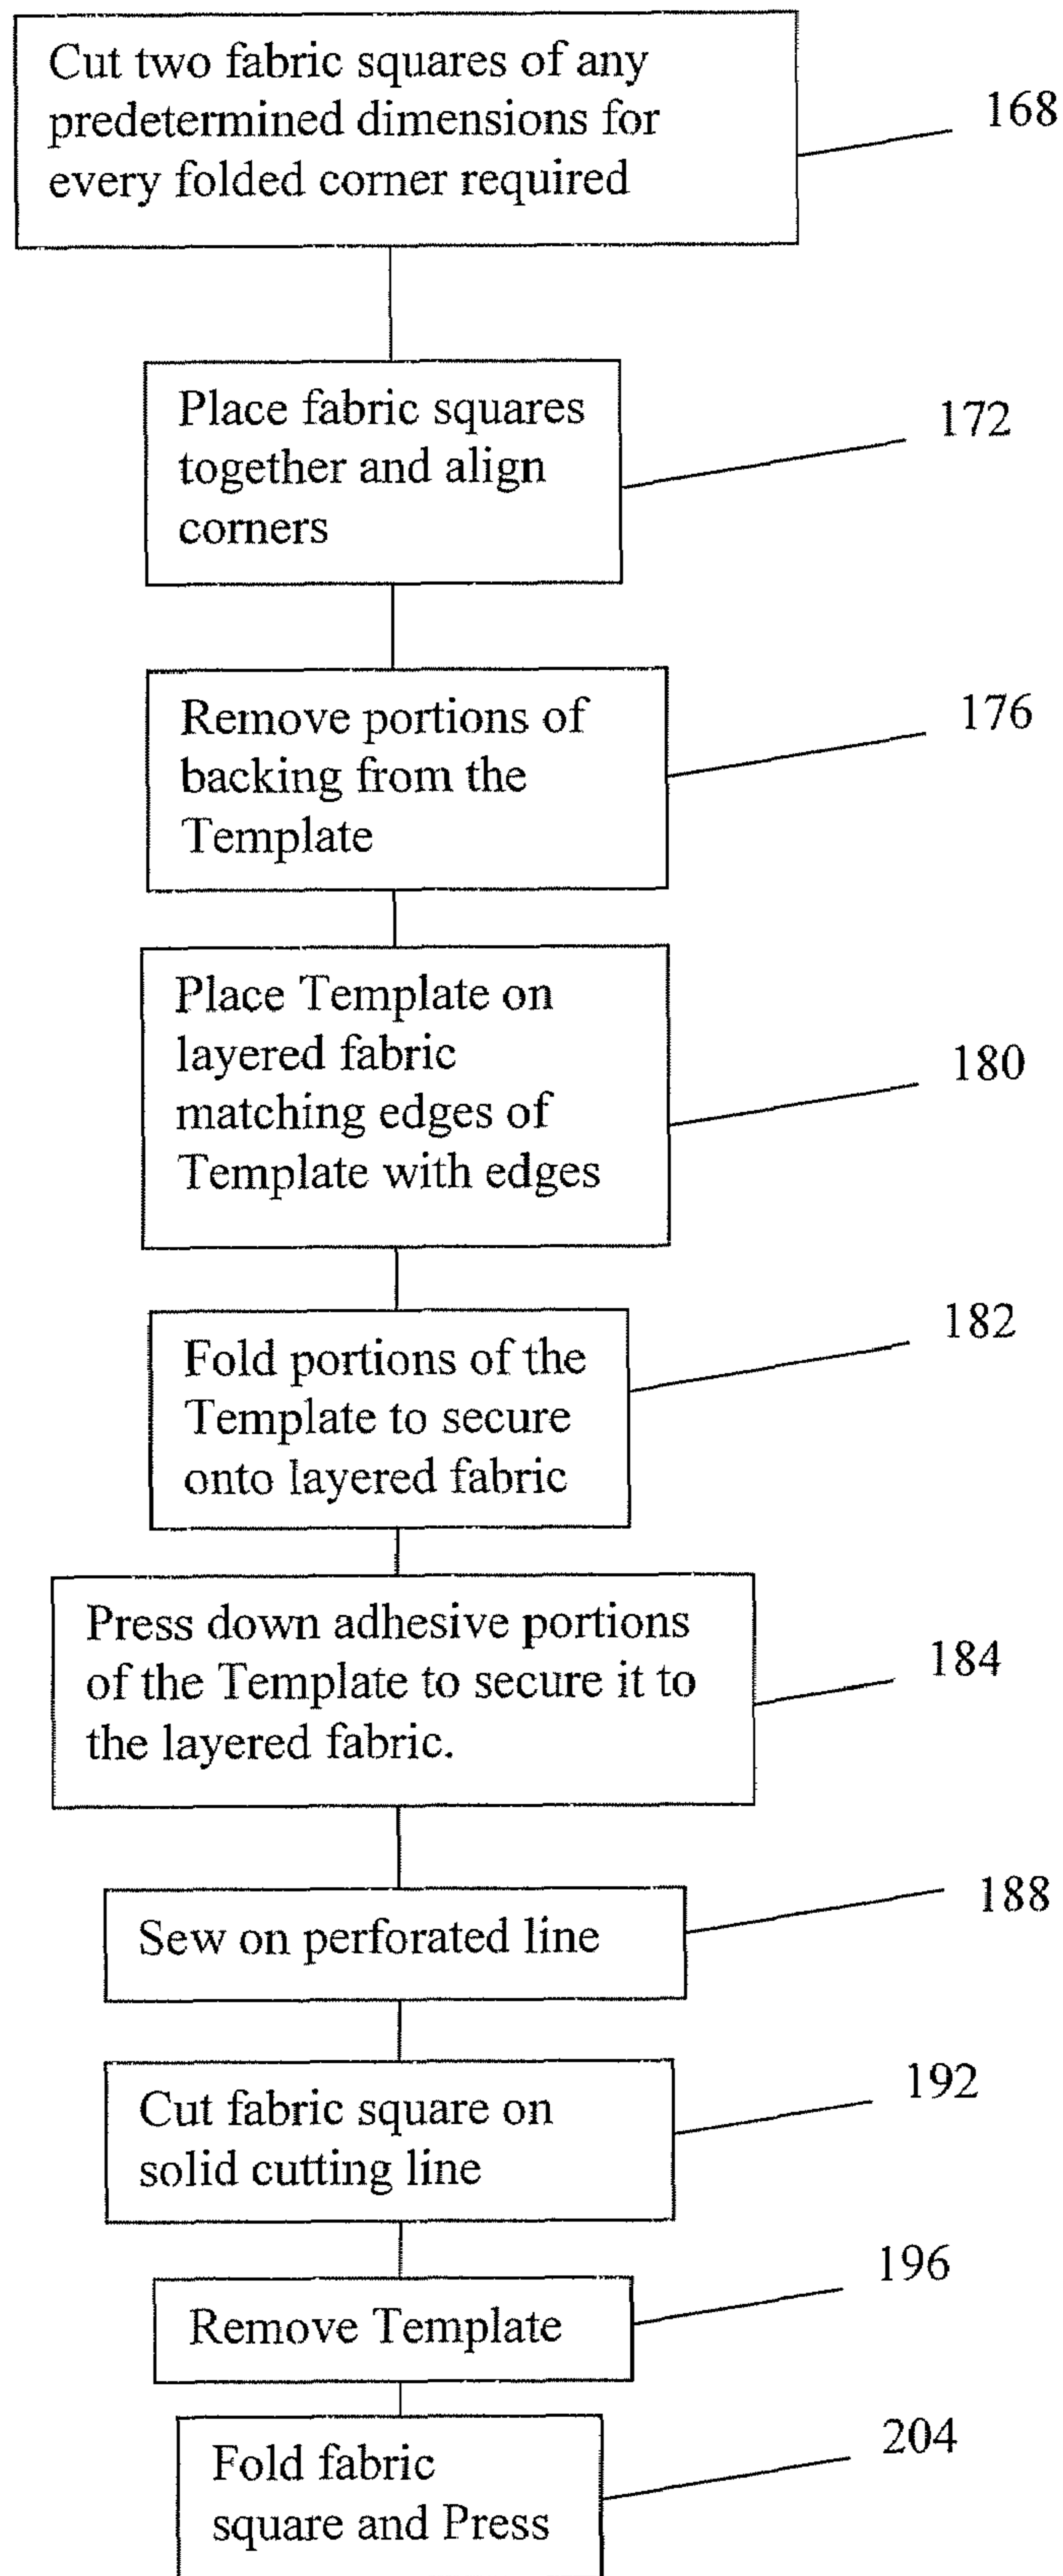 Cut two fabric squares of any
predetermined dimensions for
every folded corner required
168
Place fabric squares
together and align
corners
172
Remove portions of
backing from the
Template
176
Place Template on
layered fabric
matching edges of
Template with edges
180
Fold portions of the
Template to secure
onto layered fabric
182
Press down adhesive portions
of the Template to secure it to
the layered fabric.
184
Sew on perforated line
188
Cut fabric square on
solid cutting line
192
Remove Template
196
Fold fabric
square and Press
204